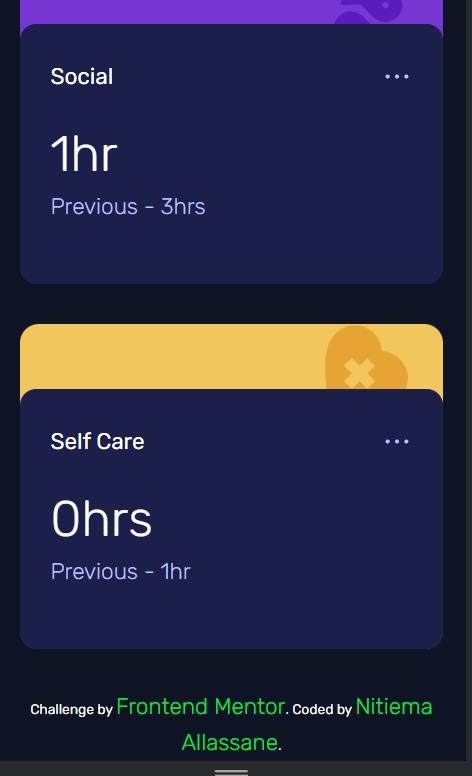 Social
1hr
Previous - 3hrs
Self Care
0hrs
Previous - 1hr
Challenge by Frontend Mentor. Coded by Nitiema
Allassane.